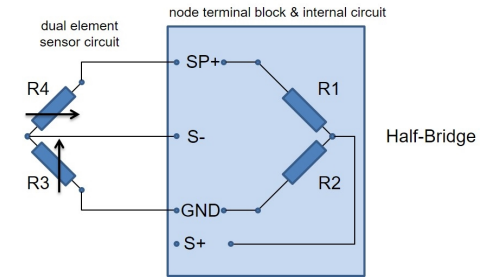 node terminal block & internal circuit
dual element
sensor circuit
SP+
R4
R1
S-
Half-Bridge
R3
R2
GND
S+